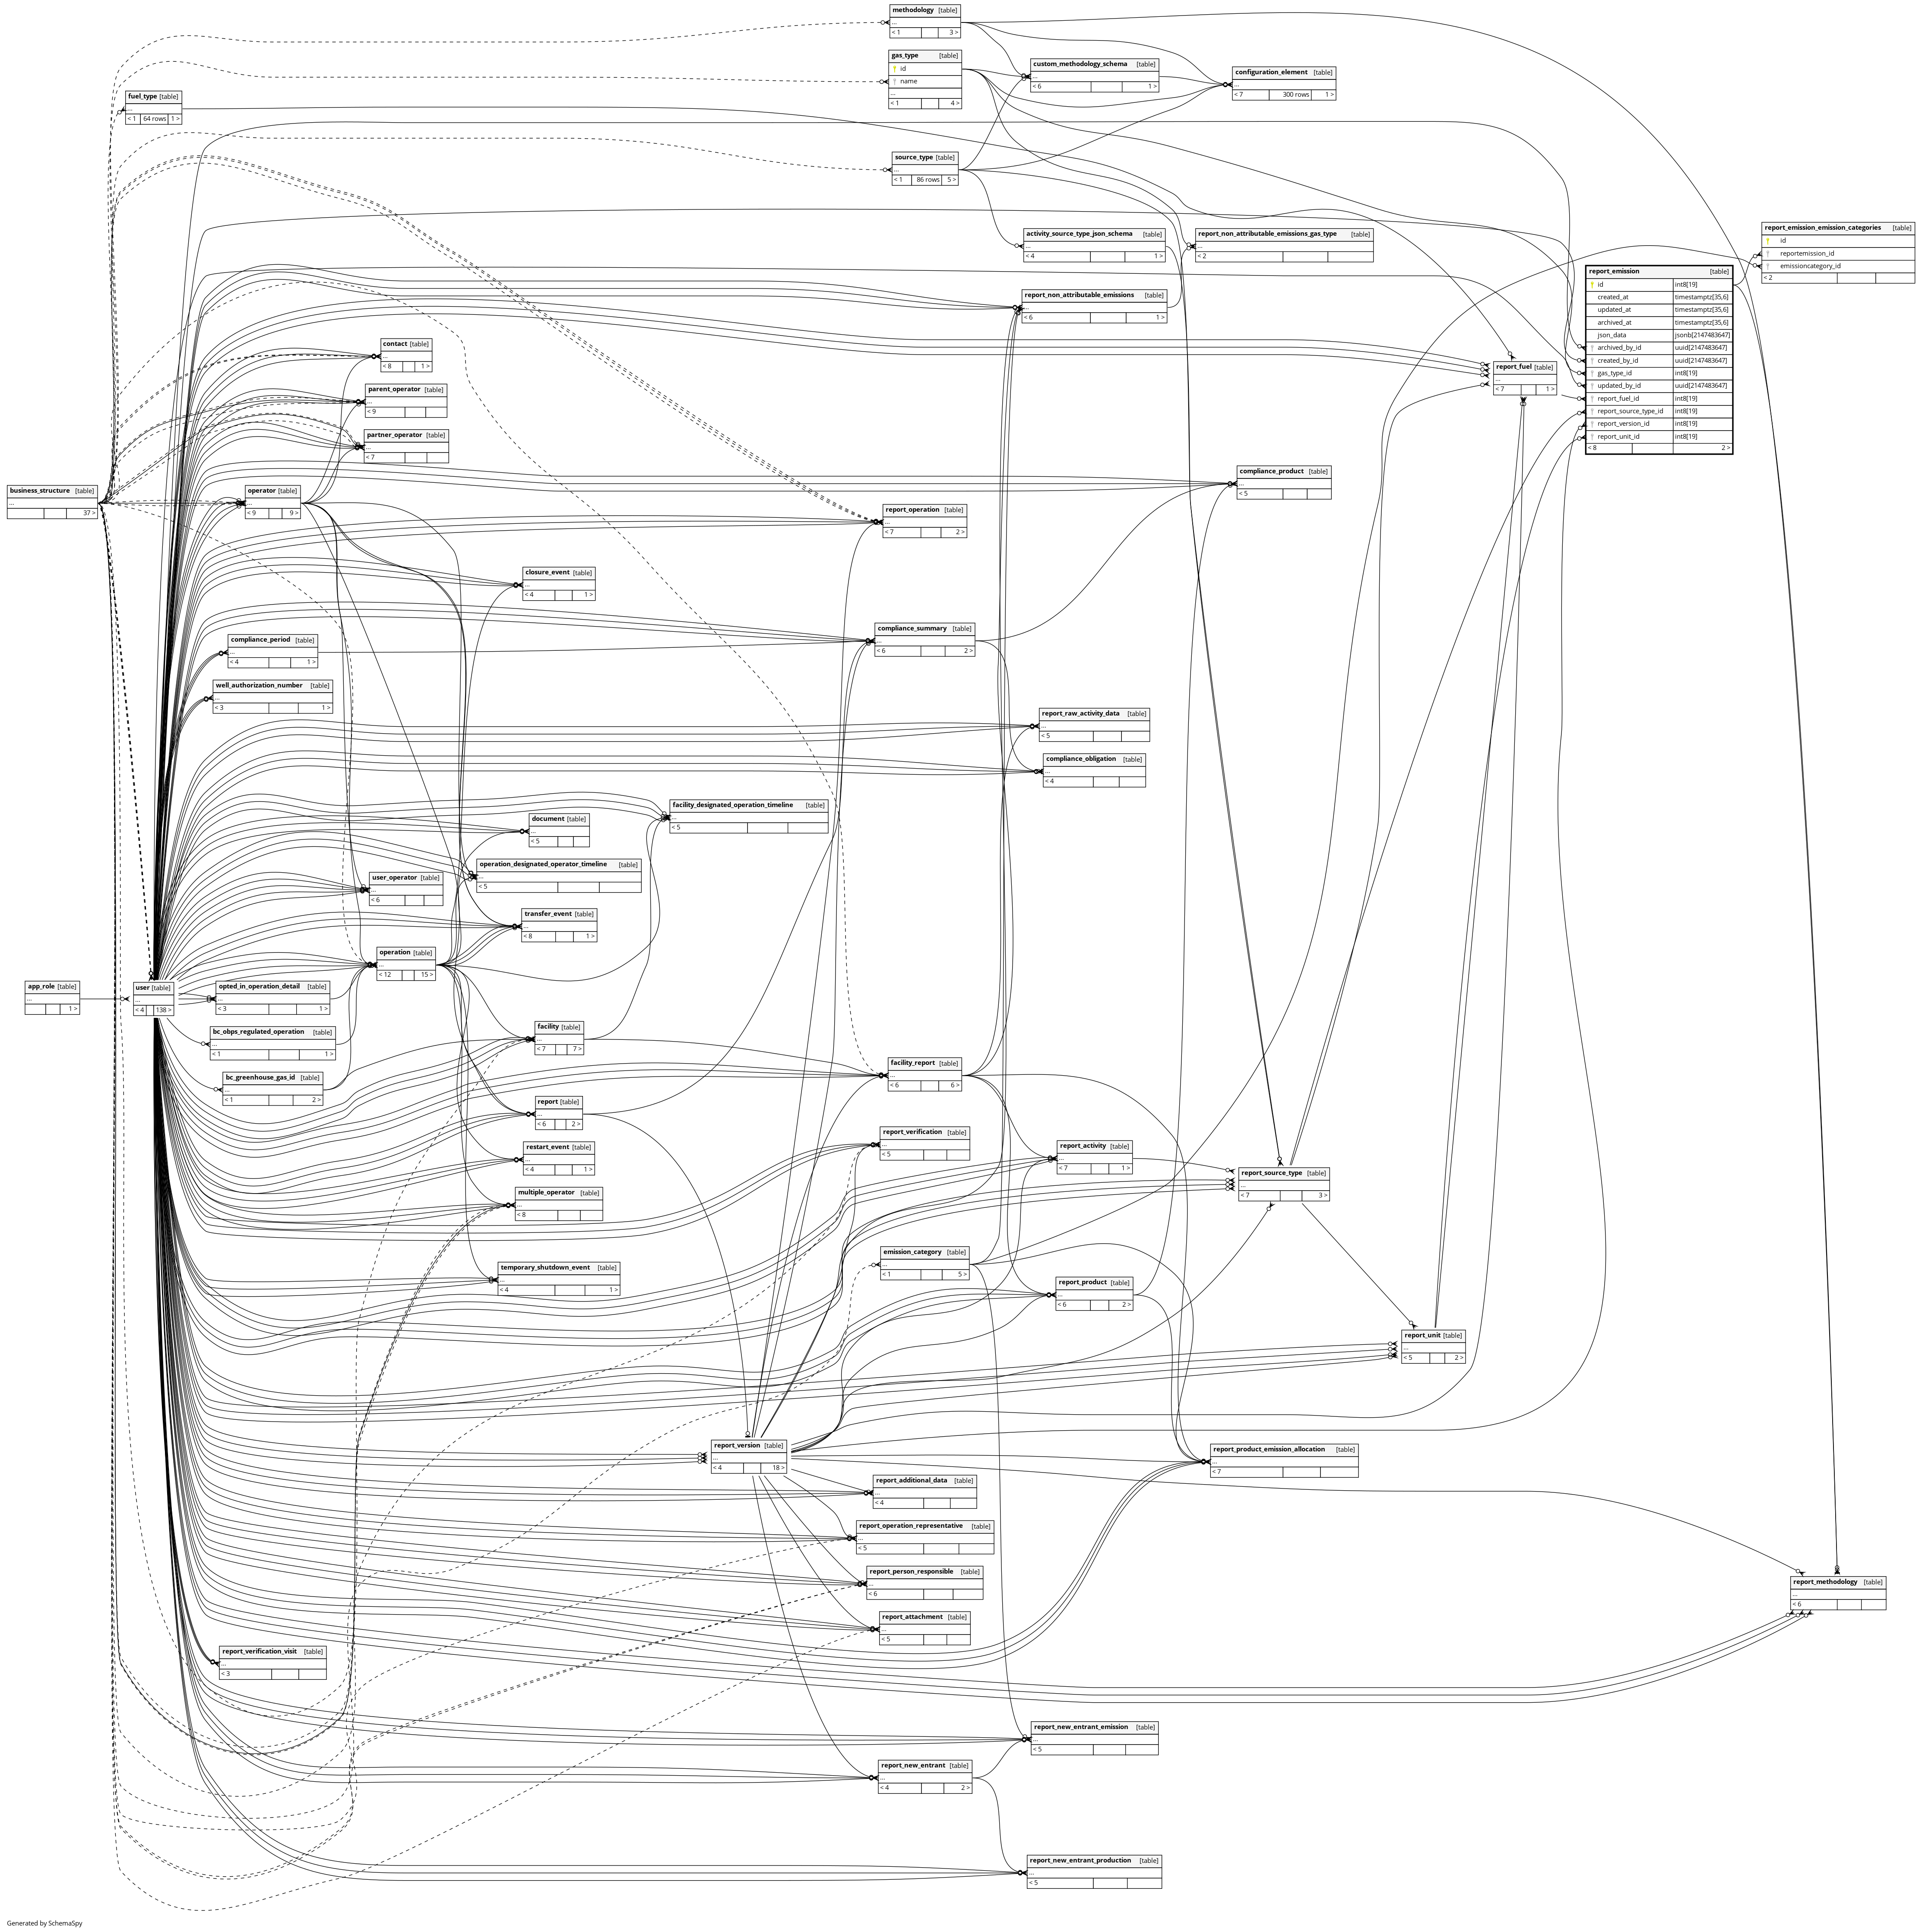 methodology [table]
...
< 1 3 >
gas_type [table]
id
name
...
< 1 4 >
custom_methodology_schema [table]
...
< 6 1 >
configuration_element [table]
...
< 7 300 rows 1 >
fuel_type [table]
...
< 1 64 rows 1 >
source_type [table]
...
< 1 86 rows 5 >
activity_source_type_json_schema [table]
...
< 4 1 >
report_non_attributable_emissions_gas_type [table]
...
< 2
report_emission_emission_categories [table]
id
reportemission_id
emissioncategory_id
< 2
report_emission [table]
id int8[19]
created_at timestamptz[35,6]
updated_at timestamptz[35,6]
archived_at timestamptz[35,6]
json_data jsonb[2147483647]
archived_by_id uuid[2147483647]
created_by_id uuid[2147483647]
gas_type_id int8[19]
updated_by_id uuid[2147483647]
report_fuel_id int8[19]
report_source_type_id int8[19]
report_version_id int8[19]
report_unit_id int8[19]
< 8 2 >
report_non_attributable_emissions [table]
...
< 6 1 >
contact [table]
...
< 8 1 >
report_fuel [table]
...
< 7 1 >
parent_operator [table]
...
< 9
partner_operator [table]
...
< 7
compliance_product [table]
...
< 5
business_structure [table]
...
37 >
operator [table]
...
< 9 9 >
report_operation [table]
...
< 7 2 >
closure_event [table]
...
< 4 1 >
compliance_summary [table]
...
< 6 2 >
compliance_period [table]
...
< 4 1 >
well_authorization_number [table]
...
< 3 1 >
report_raw_activity_data [table]
...
< 5
compliance_obligation [table]
...
< 4
facility_designated_operation_timeline [table]
...
< 5
document [table]
...
< 5
operation_designated_operator_timeline [table]
...
< 5
user_operator [table]
...
< 6
transfer_event [table]
...
< 8 1 >
operation [table]
...
< 12 15 >
app_role [table]
...
1 >
user [table]
...
< 4 138 >
opted_in_operation_detail [table]
...
< 3 1 >
bc_obps_regulated_operation [table]
...
< 1 1 >
facility [table]
...
< 7 7 >
facility_report [table]
...
< 6 6 >
bc_greenhouse_gas_id [table]
...
< 1 2 >
report [table]
...
< 6 2 >
report_verification [table]
...
< 5
restart_event [table]
...
< 4 1 >
report_activity [table]
...
< 7 1 >
report_source_type [table]
...
< 7 3 >
multiple_operator [table]
...
< 8
emission_category [table]
...
< 1 5 >
temporary_shutdown_event [table]
...
< 4 1 >
report_product [table]
...
< 6 2 >
report_unit [table]
...
< 5 2 >
report_version [table]
...
< 4 18 >
report_product_emission_allocation [table]
...
< 7
report_additional_data [table]
...
< 4
report_operation_representative [table]
...
< 5
report_person_responsible [table]
...
< 6
report_methodology [table]
...
< 6
report_attachment [table]
...
< 5
report_verification_visit [table]
...
< 3
report_new_entrant_emission [table]
...
< 5
report_new_entrant [table]
...
< 4 2 >
report_new_entrant_production [table]
...
< 5
Generated by SchemaSpy